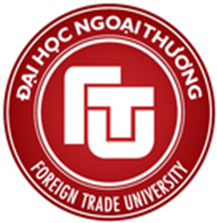 ĐẠI HỌC NGOẠI THƯƠNG
FTU
FOREIGN TRADE UNIVERSITY